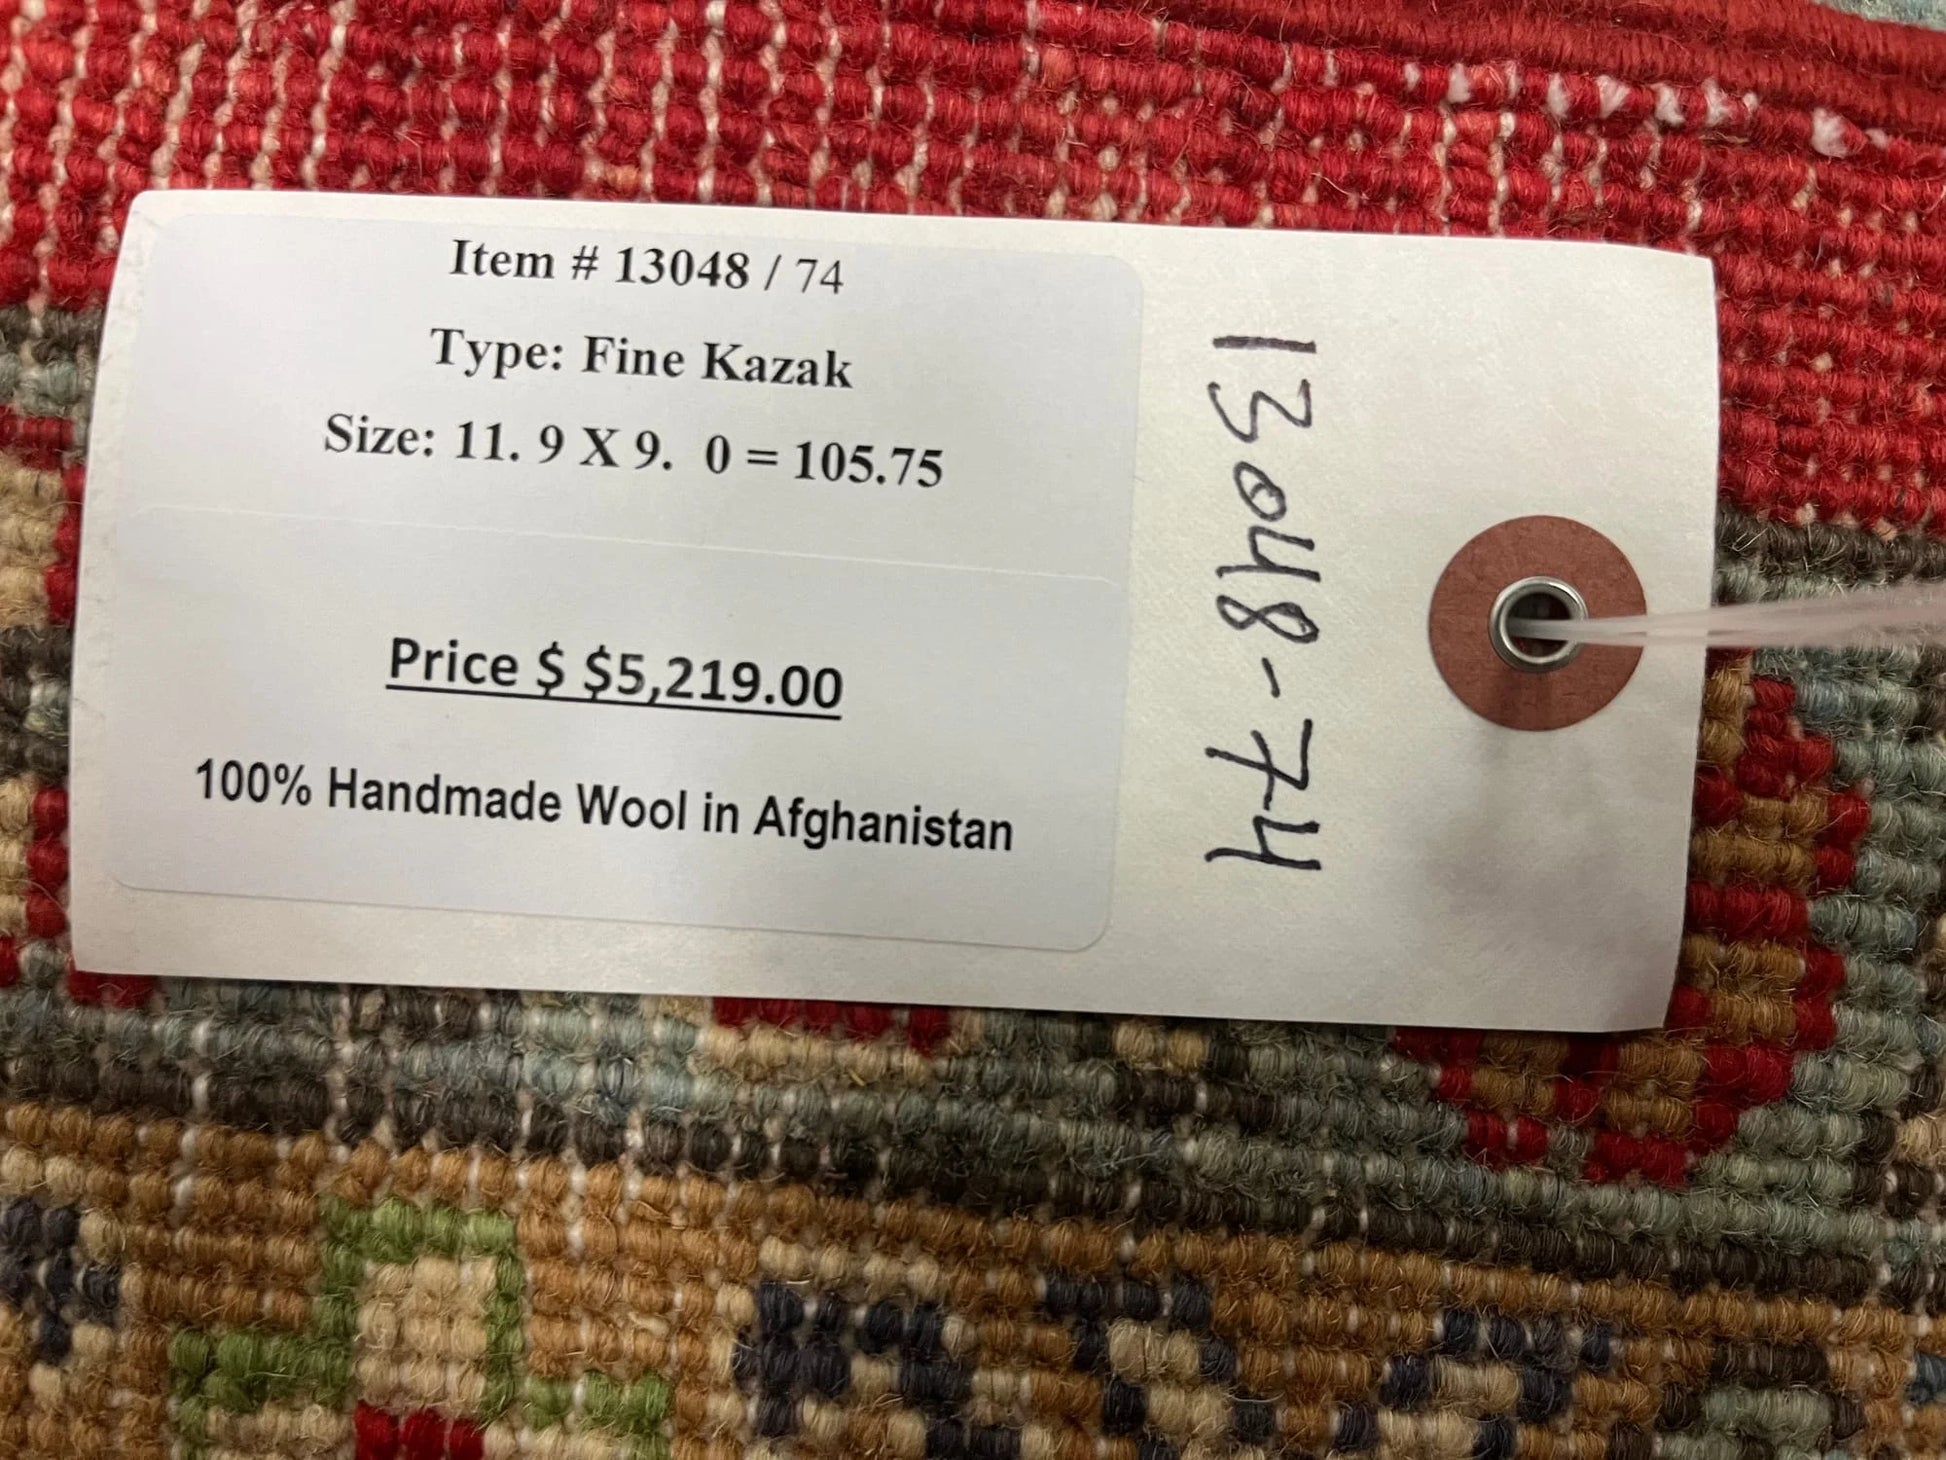 Item # 13048 / 74
Type: Fine Kazak
Size: 11. 9 X 9.  0 = 105.75
Price $ $5,219.00
100% Handmade Wool in Afghanistan
13048-74